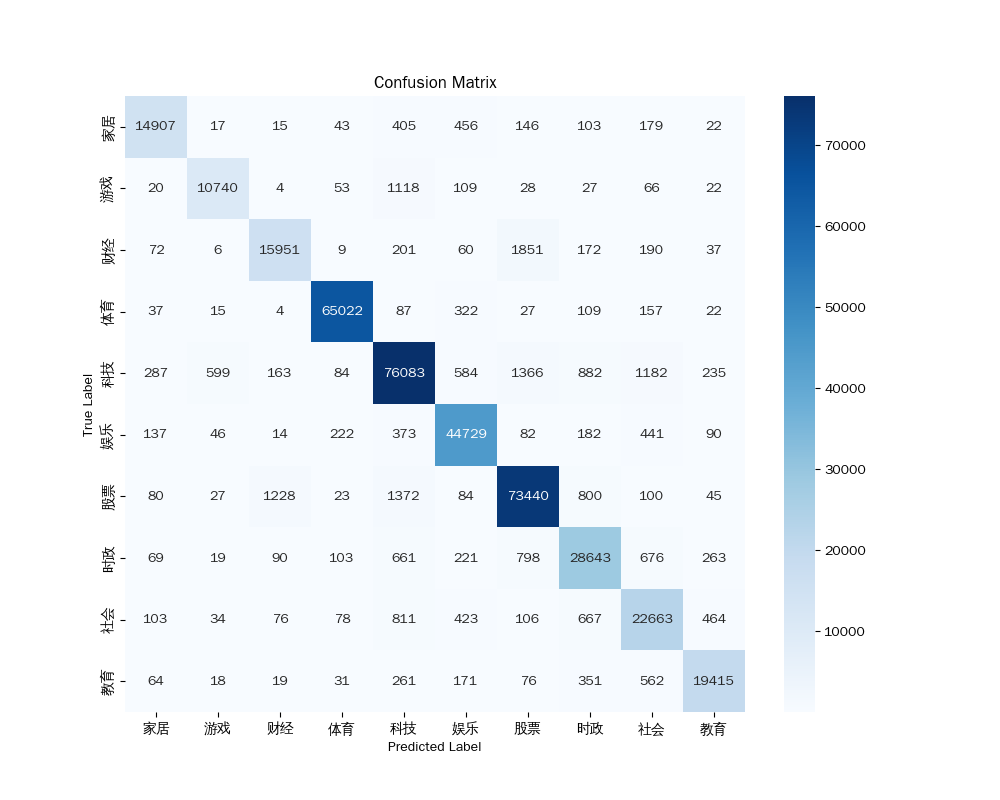 Confusion Matrix
True Label
家居 14907 17 15 43 405 456 146 103 179 22
游戏 20 10740 4 53 1118 109 28 27 66 22
财经 72 6 15951 9 201 60 1851 172 190 37
体育 37 15 4 65022 87 322 27 109 157 22
科技 287 599 163 84 76083 584 1366 882 1182 235
娱乐 137 46 14 222 373 44729 82 182 441 90
股票 80 27 1228 23 1372 84 73440 800 100 45
时政 69 19 90 103 661 221 798 28643 676 263
社会 103 34 76 78 811 423 106 667 22663 464
教育 64 18 19 31 261 171 76 351 562 19415
家居 游戏 财经 体育 科技 娱乐 股票 时政 社会 教育
Predicted Label
70000
60000
50000
40000
30000
20000
10000